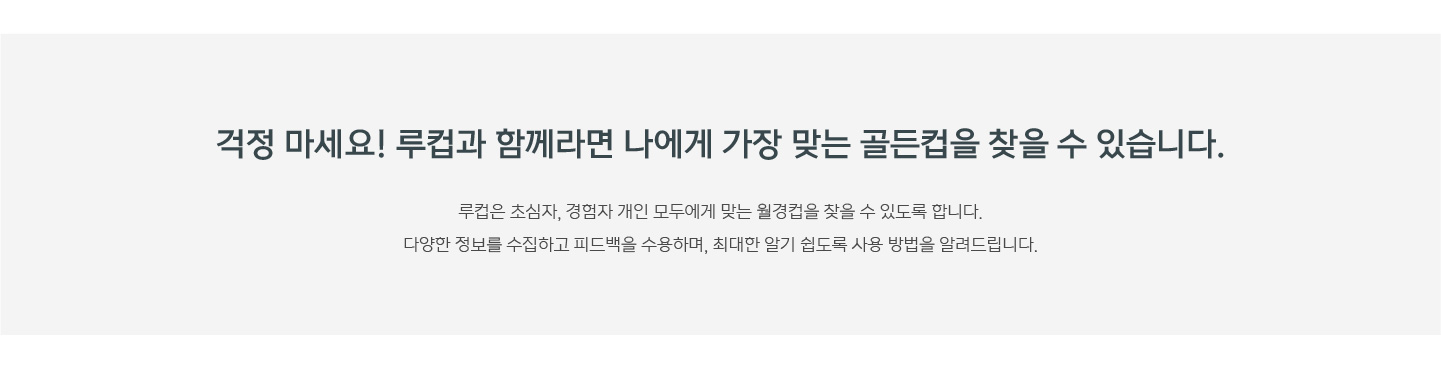 걱정 마세요! 루컵과 함께라면 나에게 가장 맞는 골든컵을 찾을 수 있습니다.
루컵은 초심자, 경험자 개인 모두에게 맞는 월경컵을 찾을 수 있도록 합니다.
다양한 정보를 수집하고 피드백을 수용하며, 최대한 알기 쉽도록 사용 방법을 알려드립니다.